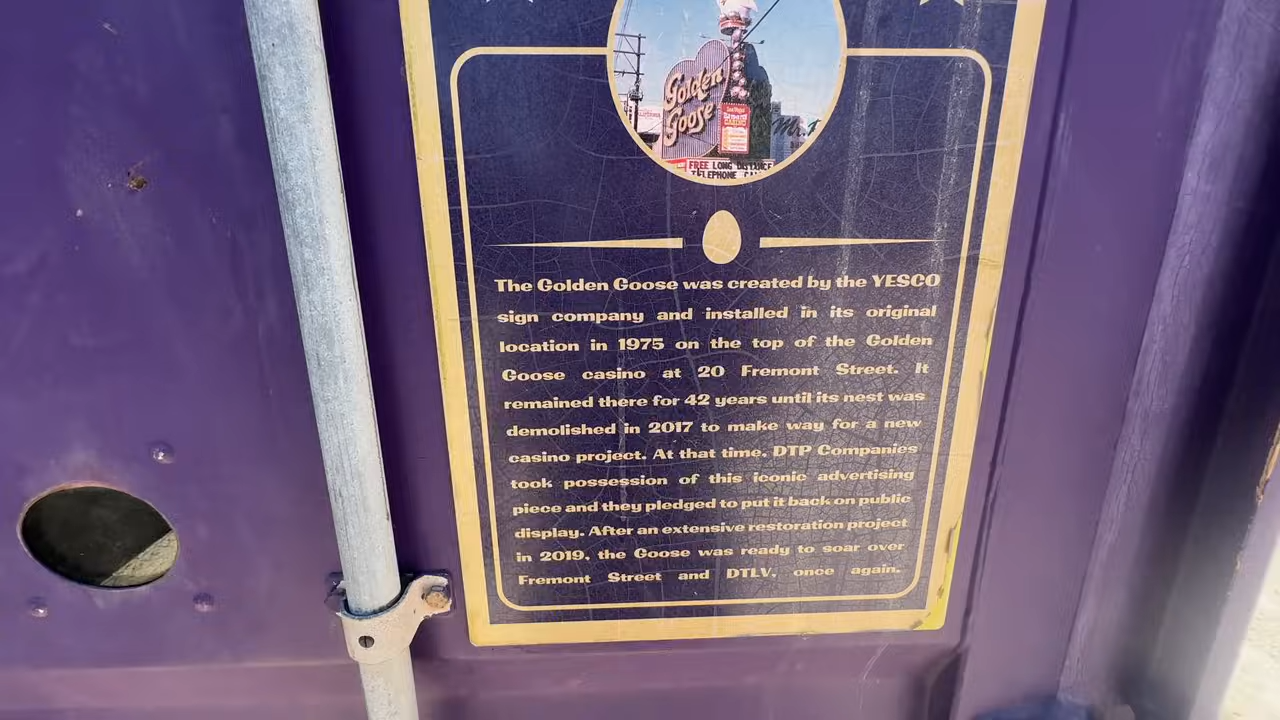 Golden
Goose
FREE LONG DISTANCE
TELEPHONE
The Golden Goose was created by the YESCO
sign company and installed in its original
location in 1975 on the top of the Golden
Goose casino at 20 Fremont Street. It
remained there for 42 years until its nest was
demolished in 2017 to make way for a new
casino project. At that time, DTP Companies
took possession of this iconic advertising
piece and they pledged to put it back on public
display. After an extensive restoration project
in 2019, the Goose was ready to soar over
Fremont Street and DTLV, once again.